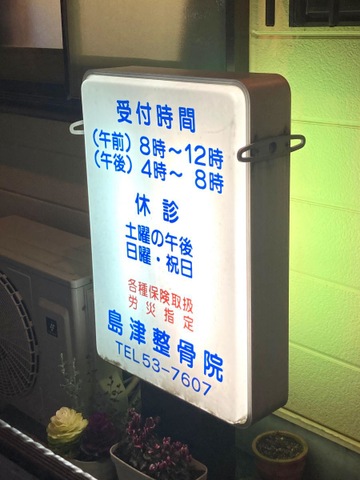 受付時間
(午前) 8時～12時
(午後) 4時～ 8時
休診
土曜の午後
日曜・祝日
各種保険取扱
労災指定
島津整骨院
TEL53-7607